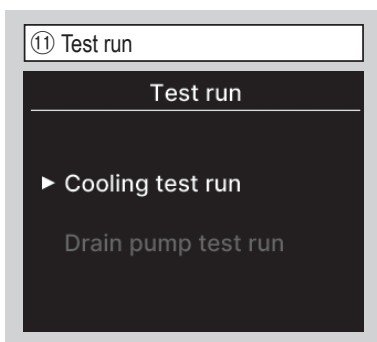 ⑪ Test run
Test run
► Cooling test run
Drain pump test run